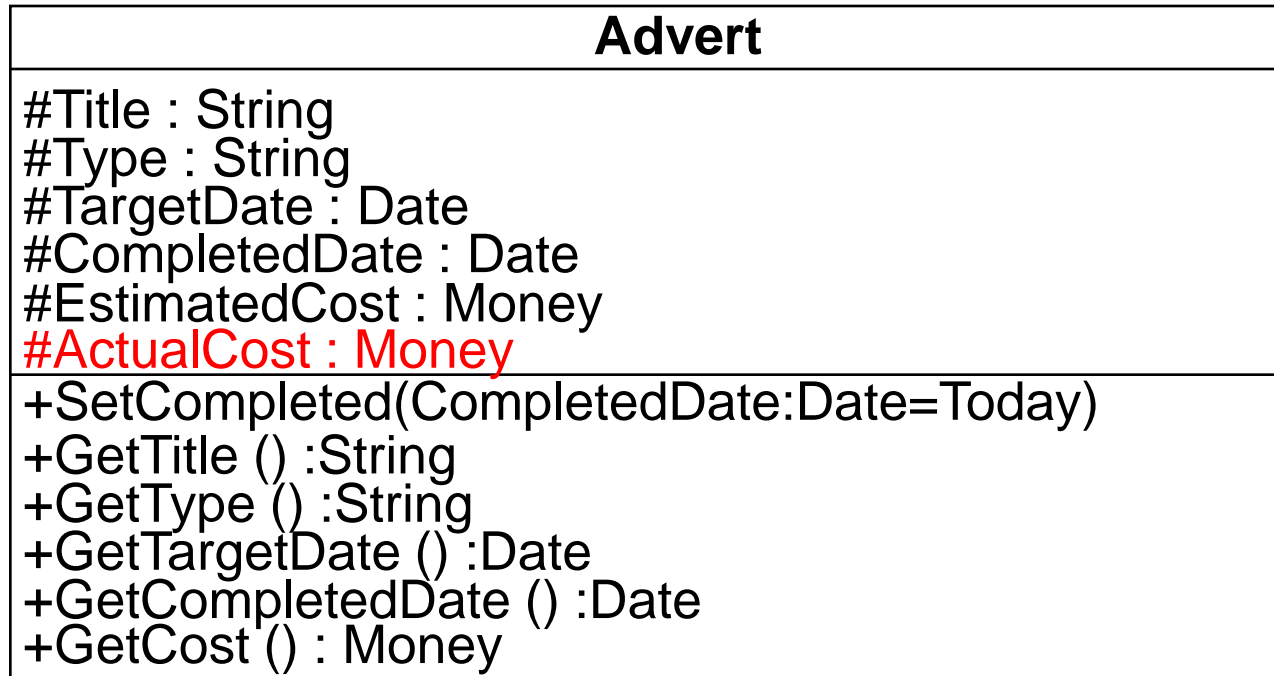 Advert
#Title : String
#Type : String
#TargetDate : Date
#CompletedDate : Date
#EstimatedCost : Money
#ActualCost : Money
+SetCompleted(CompletedDate:Date=Today)
+GetTitle () :String
+GetType () :String
+GetTargetDate () :Date
+GetCompletedDate () :Date
+GetCost () : Money